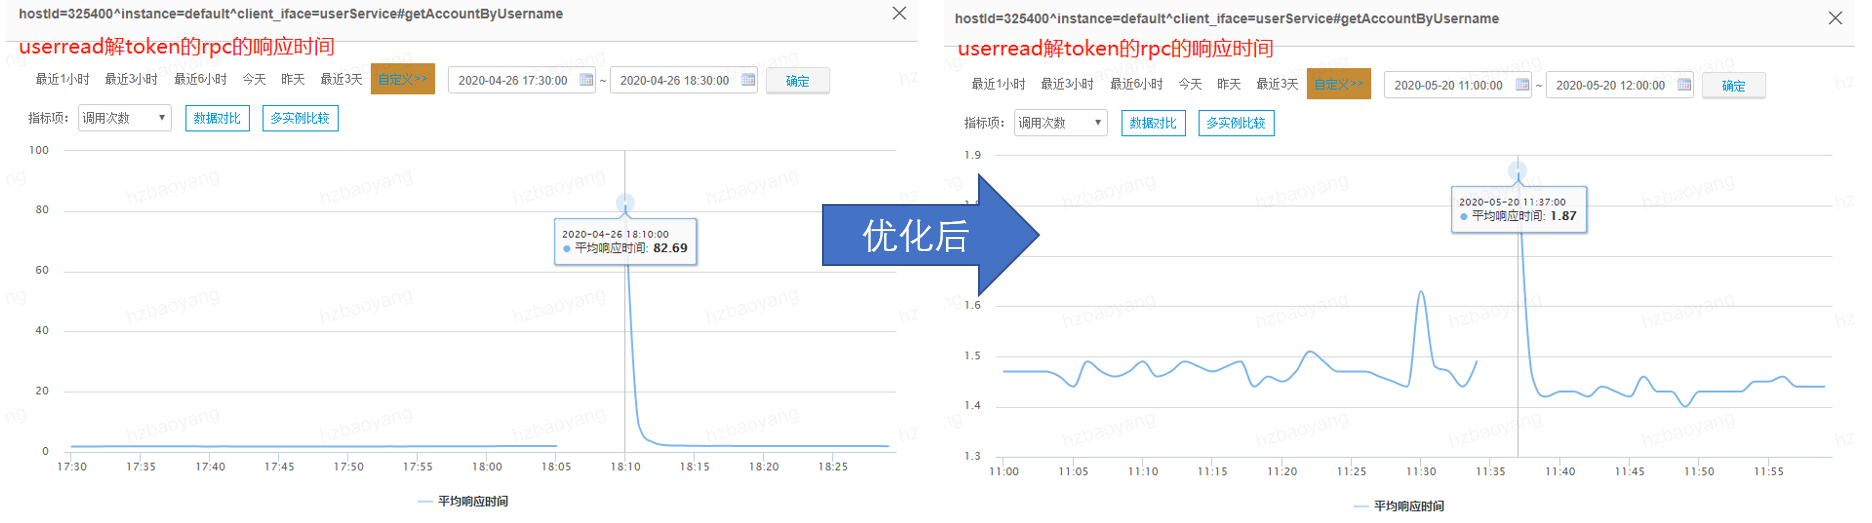 hostId=325400^instance=default^client_iface=userService#getAccountByUsername
userread解token的rpc的响应时间
最近1小时 最近3小时 最近6小时 今天 昨天 最近3天 自定义>> 2020-04-26 17:30:00 ~ 2020-04-26 18:30:00 确定
指标项: 调用次数 数据对比 多实例比较
100
80
60
40
20
0
2020-04-26 18:10:00
平均响应时间: 82.69
17:30 17:35 17:40 17:45 17:50 17:55 18:00 18:05 18:10 18:15 18:20 18:25
平均响应时间
优化后
hostId=325400^instance=default^client_iface=userService#getAccountByUsername
userread解token的rpc的响应时间
最近1小时 最近3小时 最近6小时 今天 昨天 最近3天 自定义>> 2020-05-20 11:00:00 ~ 2020-05-20 12:00:00 确定
指标项: 调用次数 数据对比 多实例比较
1.9
1.6
1.5
1.4
1.3
2020-05-20 11:37:00
平均响应时间: 1.87
11:00 11:05 11:10 11:15 11:20 11:25 11:30 11:35 11:40 11:45 11:50 11:55
平均响应时间
hzbaoyang